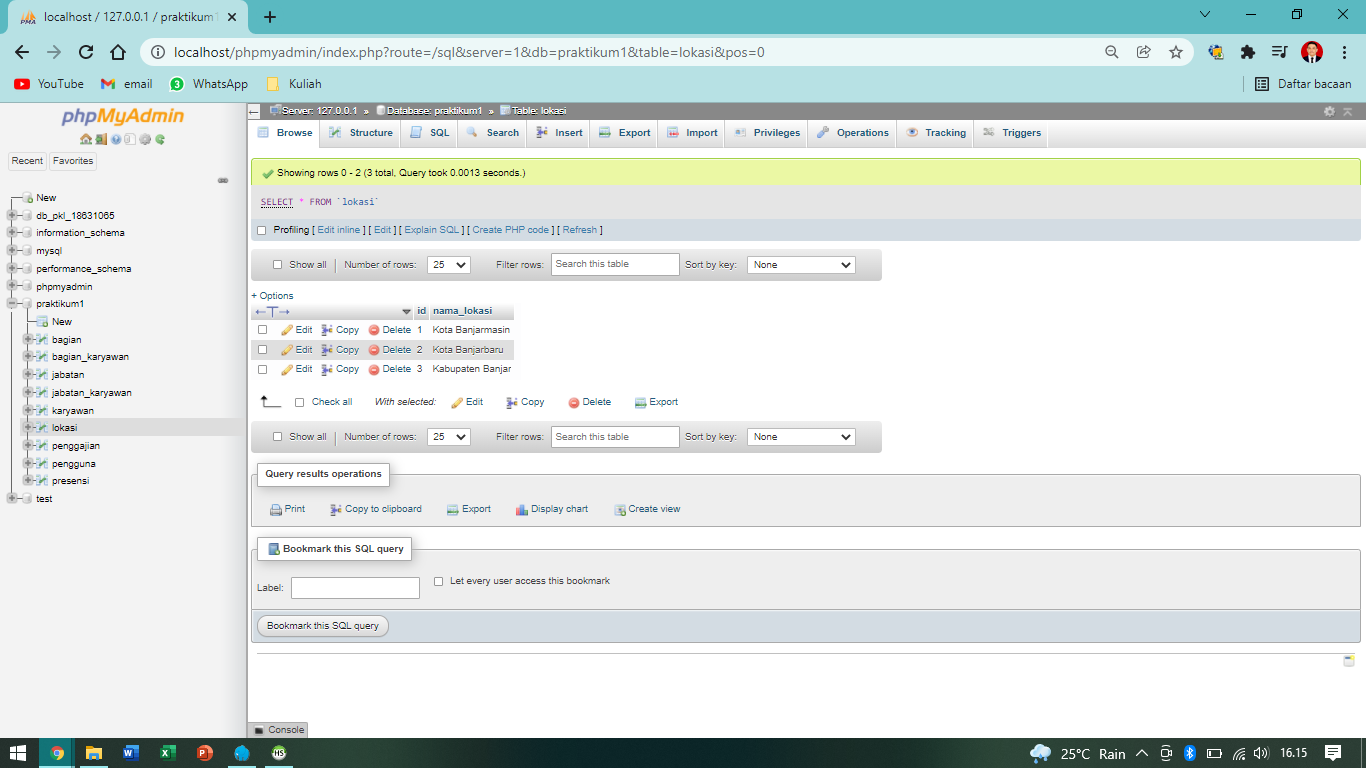 localhost / 127.0.0.1 / praktikum1
localhost/phpmyadmin/index.php?route=/sql&server=1&db=praktikum1&table=lokasi&pos=0
YouTube email 3 WhatsApp Kuliah Daftar bacaan
phpMyAdmin
Recent Favorites
New
db_pkl_18631065
information_schema
mysql
performance_schema
phpmyadmin
praktikum1
New
bagian
bagian_karyawan
jabatan
jabatan_karyawan
karyawan
lokasi
penggajian
pengguna
presensi
test
Server: 127.0.0.1 » Database: praktikum1 » Table: lokasi
Browse Structure SQL Search Insert Export Import Privileges Operations Tracking Triggers
Showing rows 0 - 2 (3 total, Query took 0.0013 seconds.)
SELECT * FROM `lokasi`
Profiling [ Edit inline ] [ Edit ] [ Explain SQL ] [ Create PHP code ] [ Refresh ]
Show all | Number of rows: 25 Filter rows: Search this table Sort by key: None
+ Options
←T→ id nama_lokasi
Edit Copy Delete 1 Kota Banjarmasin
Edit Copy Delete 2 Kota Banjarbaru
Edit Copy Delete 3 Kabupaten Banjar
Check all With selected: Edit Copy Delete Export
Show all | Number of rows: 25 Filter rows: Search this table Sort by key: None
Query results operations
Print Copy to clipboard Export Display chart Create view
Bookmark this SQL query
Label: Let every user access this bookmark
Bookmark this SQL query
Console
25°C Rain 16.15